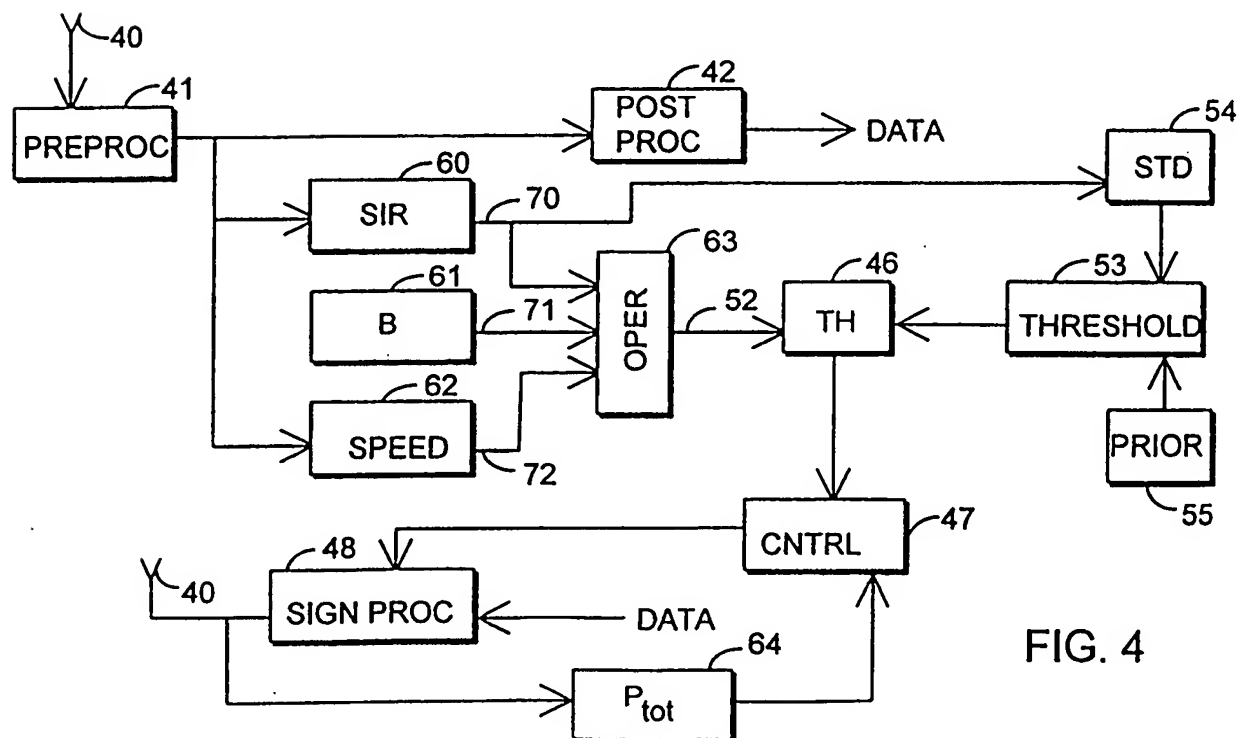 40
41
PREPROC
42
POST
PROC
DATA
54
STD
60
SIR
70
63
OPER
61
B
71
52
46
TH
53
THRESHOLD
62
SPEED
72
PRIOR
55
CNTRL
47
40
48
SIGN PROC
DATA
64
Ptot
FIG. 4